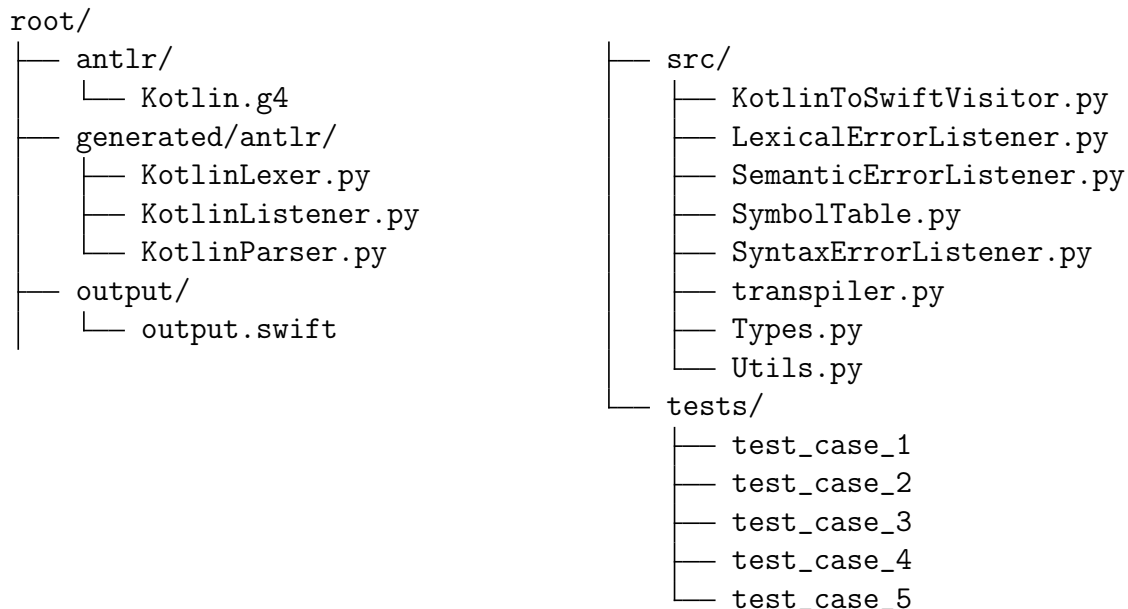 root/
antlr/
Kotlin.g4
generated/antlr/
KotlinLexer.py
KotlinListener.py
KotlinParser.py
output/
output.swift
src/
KotlinToSwiftVisitor.py
LexicalErrorListener.py
SemanticErrorListener.py
SymbolTable.py
SyntaxErrorListener.py
transpiler.py
Types.py
Utils.py
tests/
test_case_1
test_case_2
test_case_3
test_case_4
test_case_5